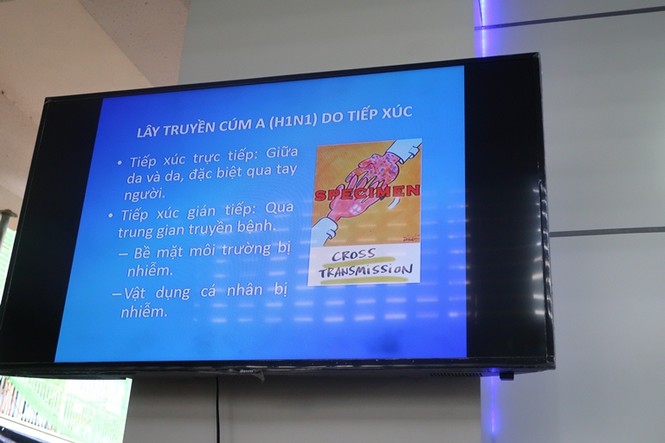 LÂY TRUYỀN CÚM A (H1N1) DO TIẾP XÚC
• Tiếp xúc trực tiếp: Giữa
da và da, đặc biệt qua tay
người.
• Tiếp xúc gián tiếp: Qua
trung gian truyền bệnh.
– Bề mặt môi trường bị
nhiễm.
– Vật dụng cá nhân bị
nhiễm.
SPECIMEN
CROSS
TRANSMISSION